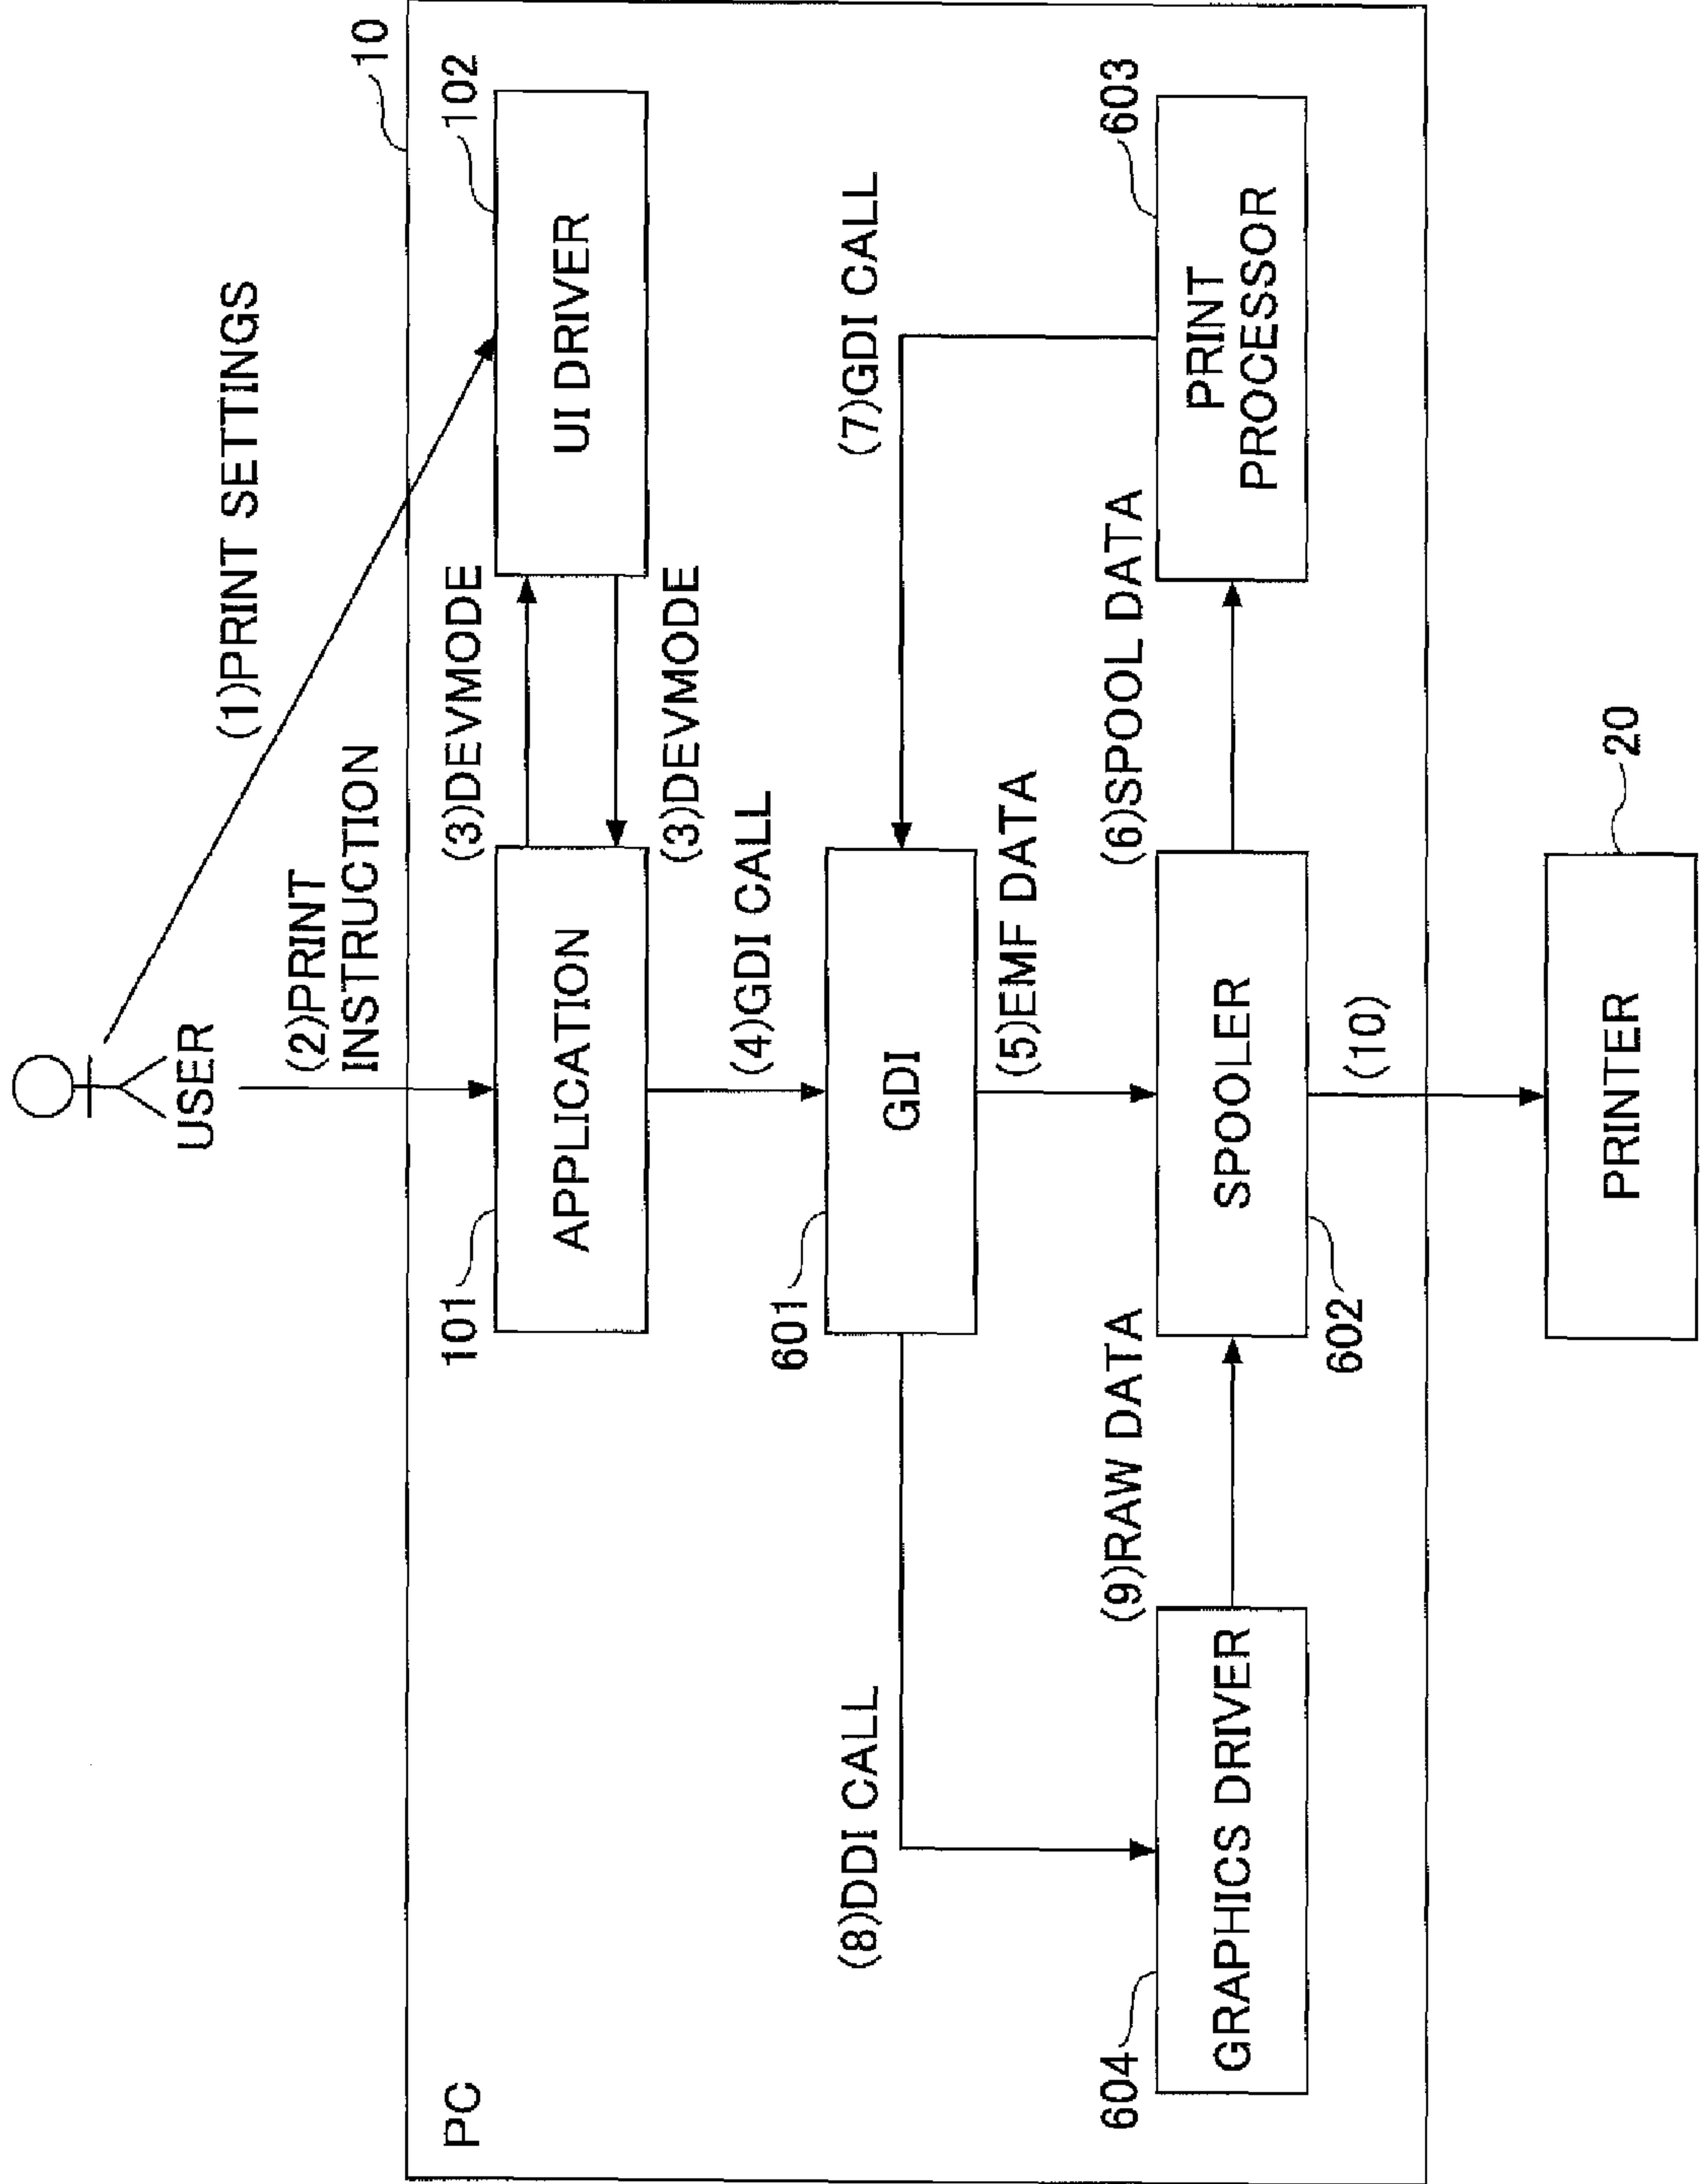 USER
(1)PRINT SETTINGS
(2)PRINT
INSTRUCTION
10
PC
101
APPLICATION
(3)DEVMODE
(3)DEVMODE
102
UI DRIVER
(4)GDI CALL
601
GDI
(7)GDI CALL
(8)DDI CALL
(5)EMF DATA
604
GRAPHICS DRIVER
(9)RAW DATA
SPOOLER
602
(6)SPOOL DATA
603
PRINT
PROCESSOR
(10)
20
PRINTER